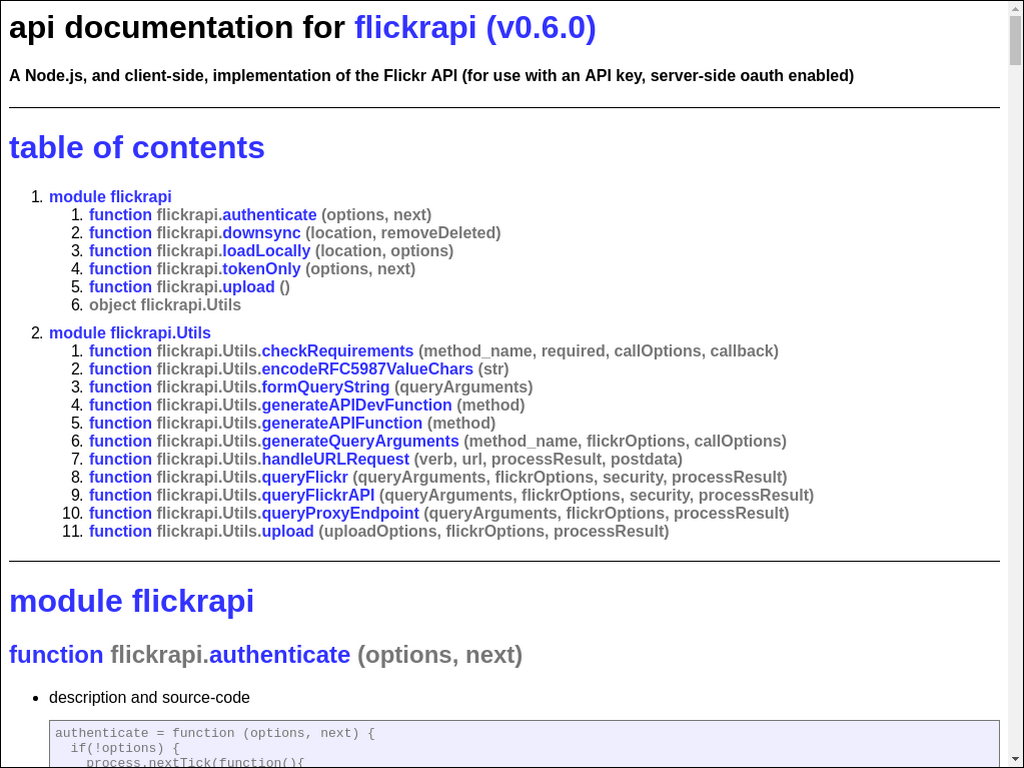 api documentation for flickrapi (v0.6.0)
A Node.js, and client-side, implementation of the Flickr API (for use with an API key, server-side oauth enabled)
table of contents
1. module flickrapi
1. function flickrapi.authenticate (options, next)
2. function flickrapi.downsync (location, removeDeleted)
3. function flickrapi.loadLocally (location, options)
4. function flickrapi.tokenOnly (options, next)
5. function flickrapi.upload ()
6. object flickrapi.Utils
2. module flickrapi.Utils
1. function flickrapi.Utils.checkRequirements (method_name, required, callOptions, callback)
2. function flickrapi.Utils.encodeRFC5987ValueChars (str)
3. function flickrapi.Utils.formQueryString (queryArguments)
4. function flickrapi.Utils.generateAPIDevFunction (method)
5. function flickrapi.Utils.generateAPIFunction (method)
6. function flickrapi.Utils.generateQueryArguments (method_name, flickrOptions, callOptions)
7. function flickrapi.Utils.handleURLRequest (verb, url, processResult, postdata)
8. function flickrapi.Utils.queryFlickr (queryArguments, flickrOptions, security, processResult)
9. function flickrapi.Utils.queryFlickrAPI (queryArguments, flickrOptions, security, processResult)
10. function flickrapi.Utils.queryProxyEndpoint (queryArguments, flickrOptions, processResult)
11. function flickrapi.Utils.upload (uploadOptions, flickrOptions, processResult)
module flickrapi
function flickrapi.authenticate (options, next)
• description and source-code
authenticate = function (options, next) {
if(!options) {
process.nextTick(function(){